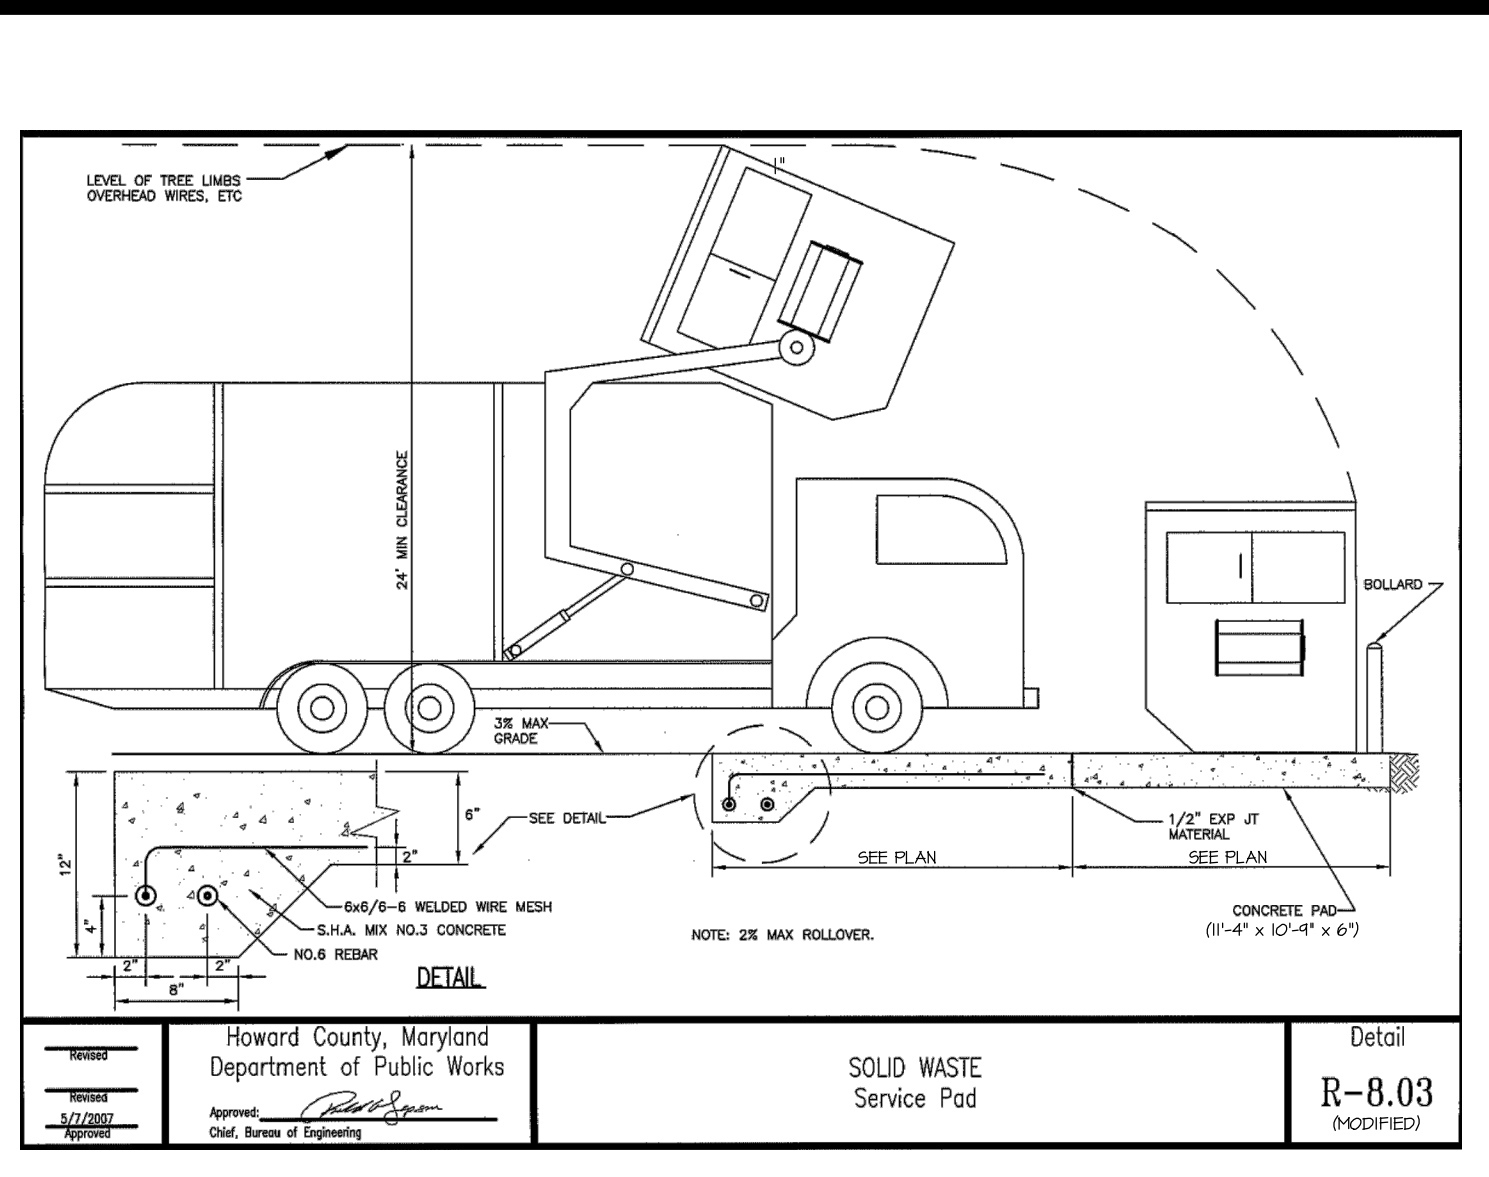 LEVEL OF TREE LIMBS
OVERHEAD WIRES, ETC
1"
24' MIN CLEARANCE
BOLLARD
3% MAX
GRADE
SEE DETAIL
1/2" EXP JT
MATERIAL
SEE PLAN
SEE PLAN
CONCRETE PAD
(11'-4" x 10'-9" x 6")
NOTE: 2% MAX ROLLOVER.
6"
2"
12"
4"
2"
2"
8"
6x6/6-6 WELDED WIRE MESH
S.H.A. MIX NO.3 CONCRETE
NO.6 REBAR
DETAIL
Revised
Revised
5/7/2007
Approved
Howard County, Maryland
Department of Public Works
Approved:
Chief, Bureau of Engineering
SOLID WASTE
Service Pad
Detail
R-8.03
(MODIFIED)